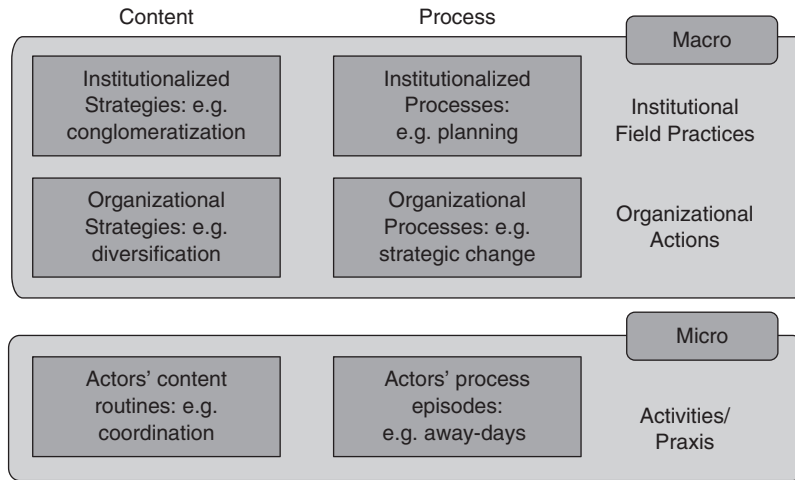 Content
Process
Macro
Institutionalized
Strategies: e.g.
conglomeratization
Institutionalized
Processes:
e.g. planning
Institutional
Field Practices
Organizational
Strategies: e.g.
diversification
Organizational
Processes: e.g.
strategic change
Organizational
Actions
Micro
Actors’ content
routines: e.g.
coordination
Actors’ process
episodes:
e.g. away-days
Activities/
Praxis